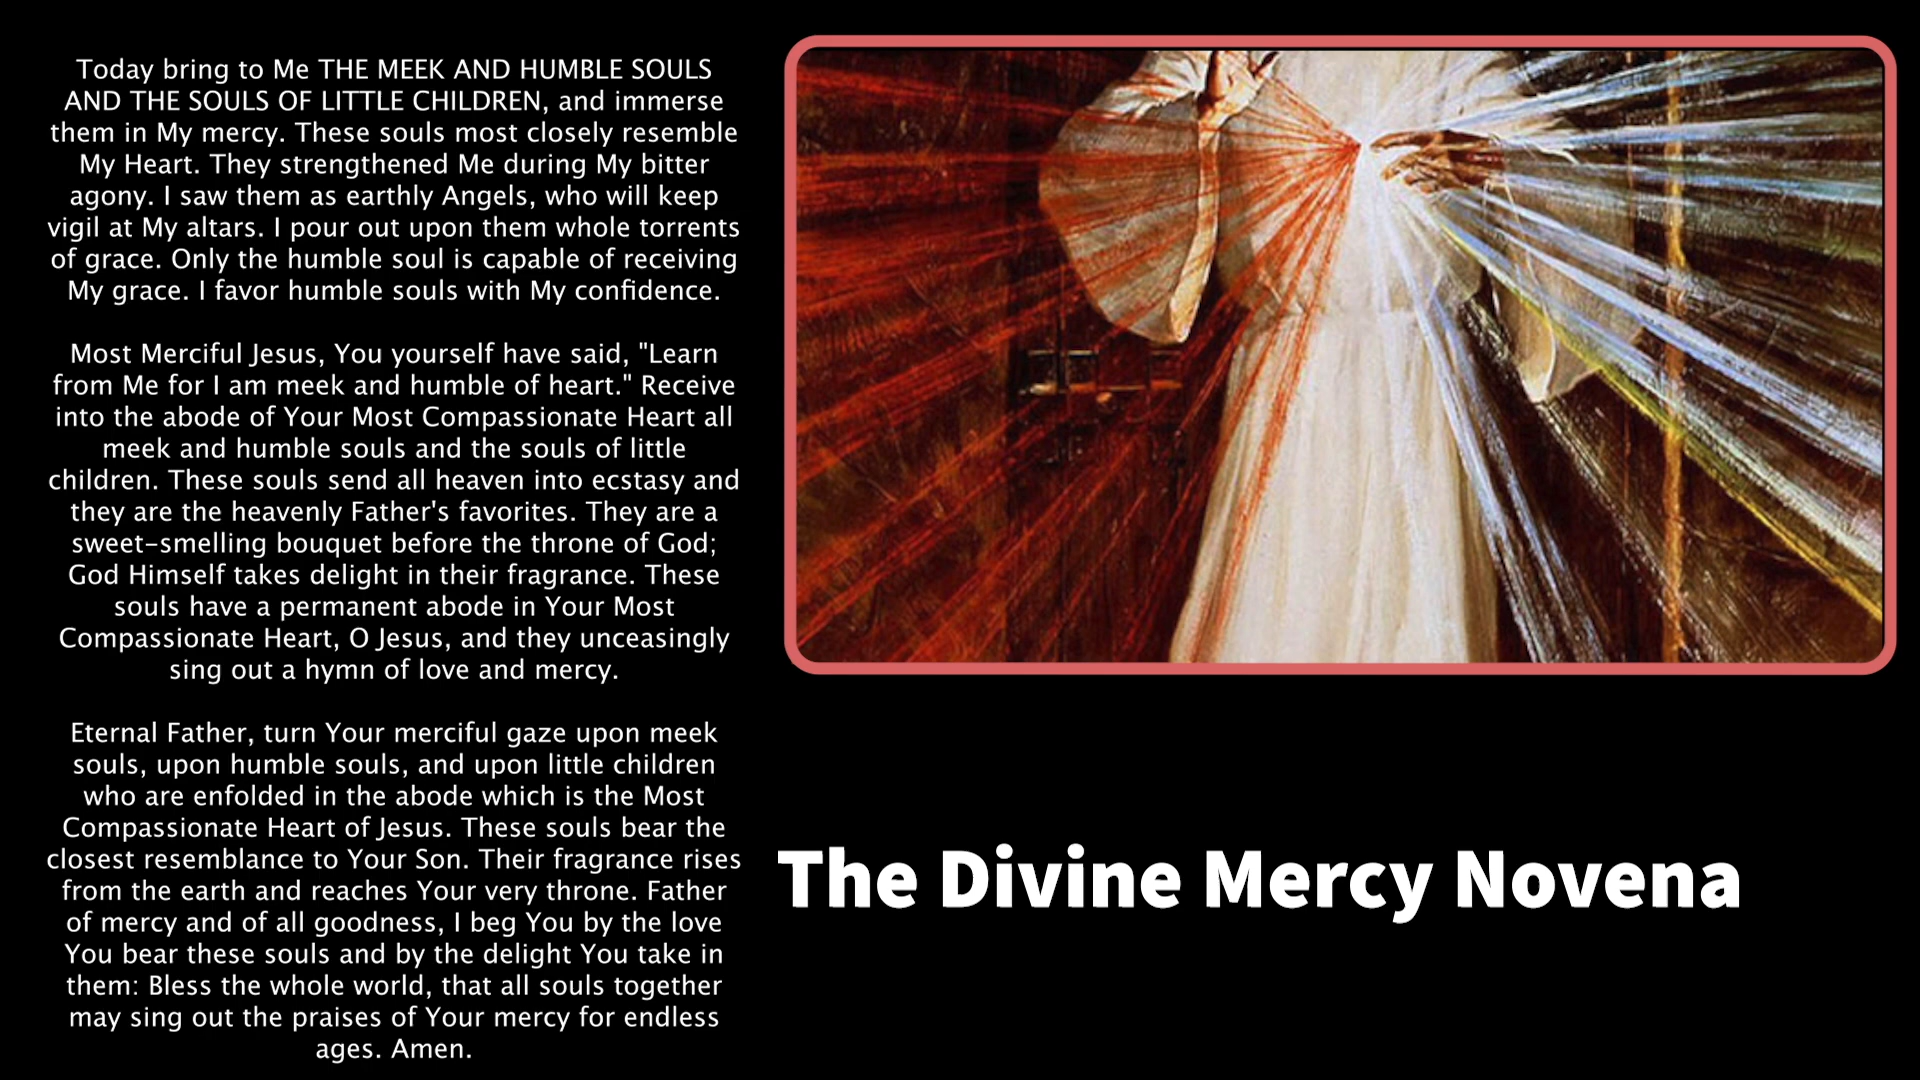 Today bring to Me THE MEEK AND HUMBLE SOULS
AND THE SOULS OF LITTLE CHILDREN, and immerse
them in My mercy. These souls most closely resemble
My Heart. They strengthened Me during My bitter
agony. I saw them as earthly Angels, who will keep
vigil at My altars. I pour out upon them whole torrents
of grace. Only the humble soul is capable of receiving
My grace. I favor humble souls with My confidence.

Most Merciful Jesus, You yourself have said, "Learn
from Me for I am meek and humble of heart." Receive
into the abode of Your Most Compassionate Heart all
meek and humble souls and the souls of little
children. These souls send all heaven into ecstasy and
they are the heavenly Father's favorites. They are a
sweet-smelling bouquet before the throne of God;
God Himself takes delight in their fragrance. These
souls have a permanent abode in Your Most
Compassionate Heart, O Jesus, and they unceasingly
sing out a hymn of love and mercy.

Eternal Father, turn Your merciful gaze upon meek
souls, upon humble souls, and upon little children
who are enfolded in the abode which is the Most
Compassionate Heart of Jesus. These souls bear the
closest resemblance to Your Son. Their fragrance rises
from the earth and reaches Your very throne. Father
of mercy and of all goodness, I beg You by the love
You bear these souls and by the delight You take in
them: Bless the whole world, that all souls together
may sing out the praises of Your mercy for endless
ages. Amen.

The Divine Mercy Novena